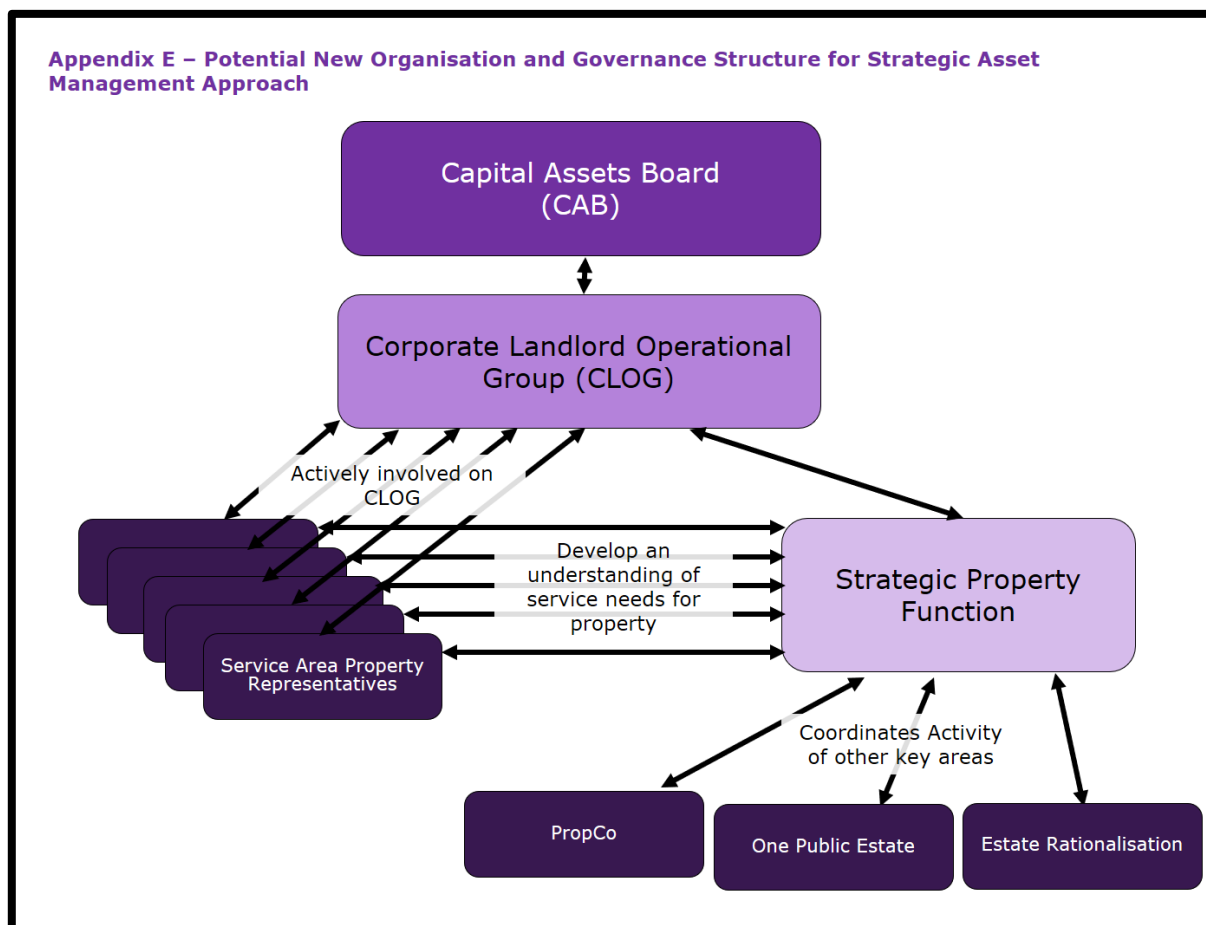 Appendix E – Potential New Organisation and Governance Structure for Strategic Asset
Management Approach
Capital Assets Board
(CAB)
Corporate Landlord Operational
Group (CLOG)
Actively involved on
CLOG
Develop an
understanding of
service needs for
property
Strategic Property
Function
Service Area Property
Representatives
Coordinates Activity
of other key areas
PropCo
One Public Estate
Estate Rationalisation